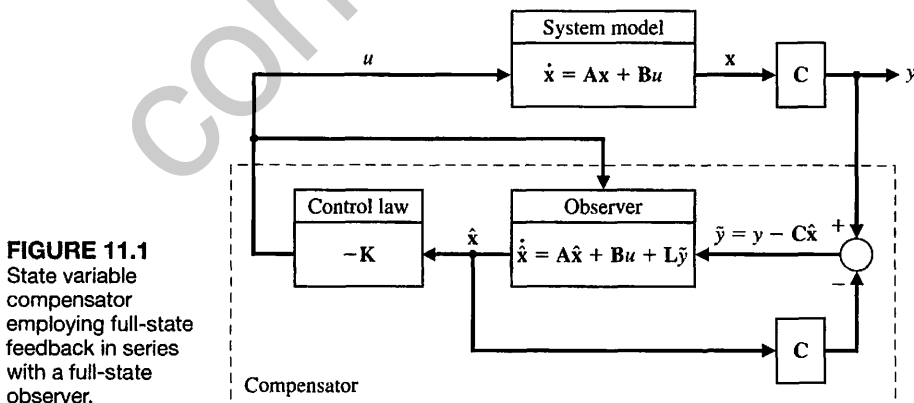 con
System model
ẋ = Ax + Bu
u
x
C
y
Control law
−K
x̂
Observer
x̂̇ = Ax̂ + Bu + Lỹ
ỹ = y − Cx̂
+
−
C
Compensator
FIGURE 11.1
State variable
compensator
employing full-state
feedback in series
with a full-state
observer.